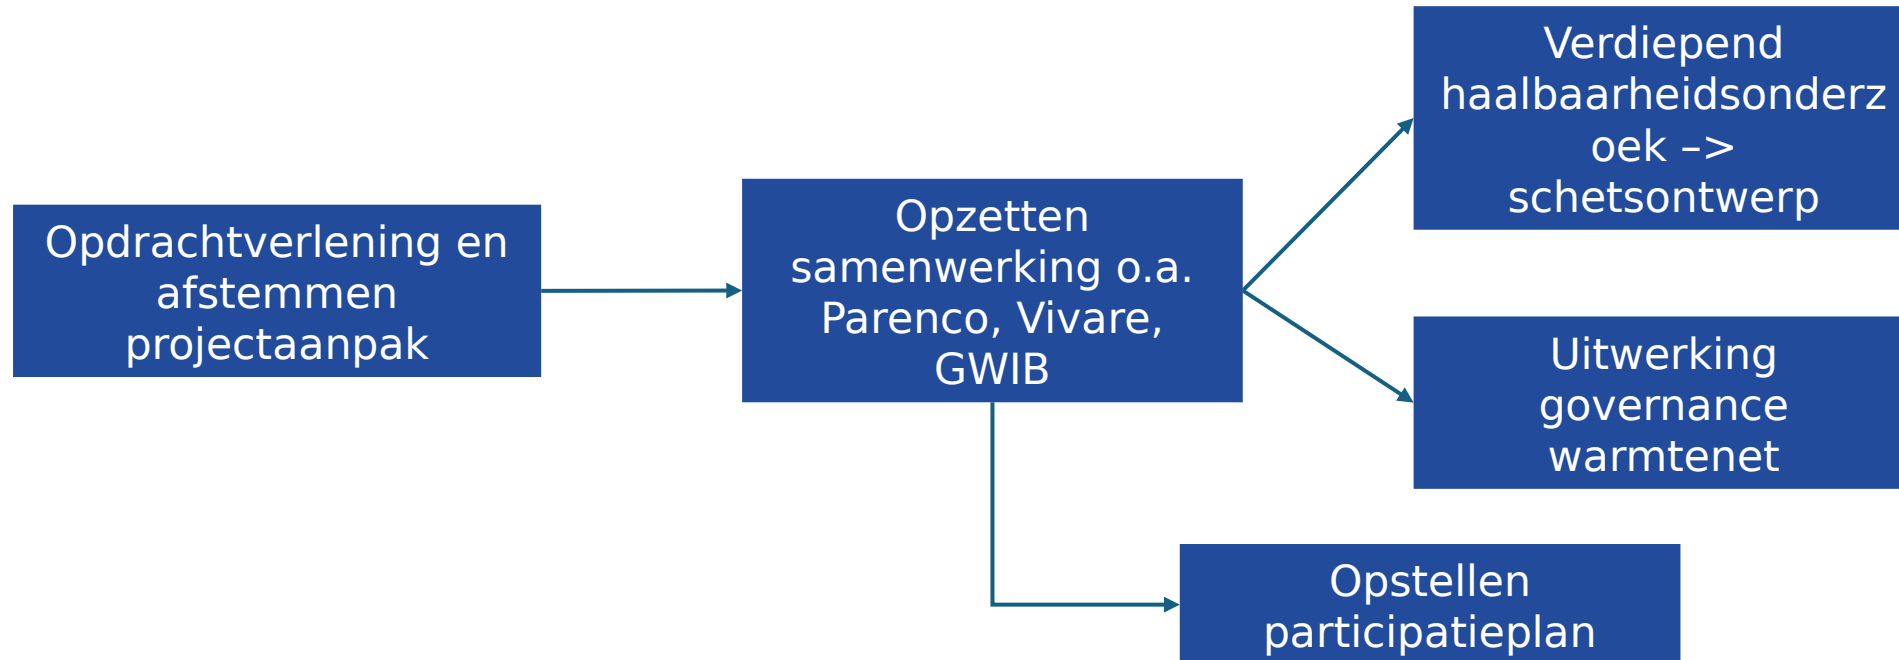 Opdrachtverlening en
afstemmen
projectaanpak
Opzetten
samenwerking o.a.
Parenco, Vivare,
GWIB
Verdiepend
haalbaarheidsonderz
oek –>
schetsontwerp
Uitwerking
governance
warmtenet
Opstellen
participatieplan